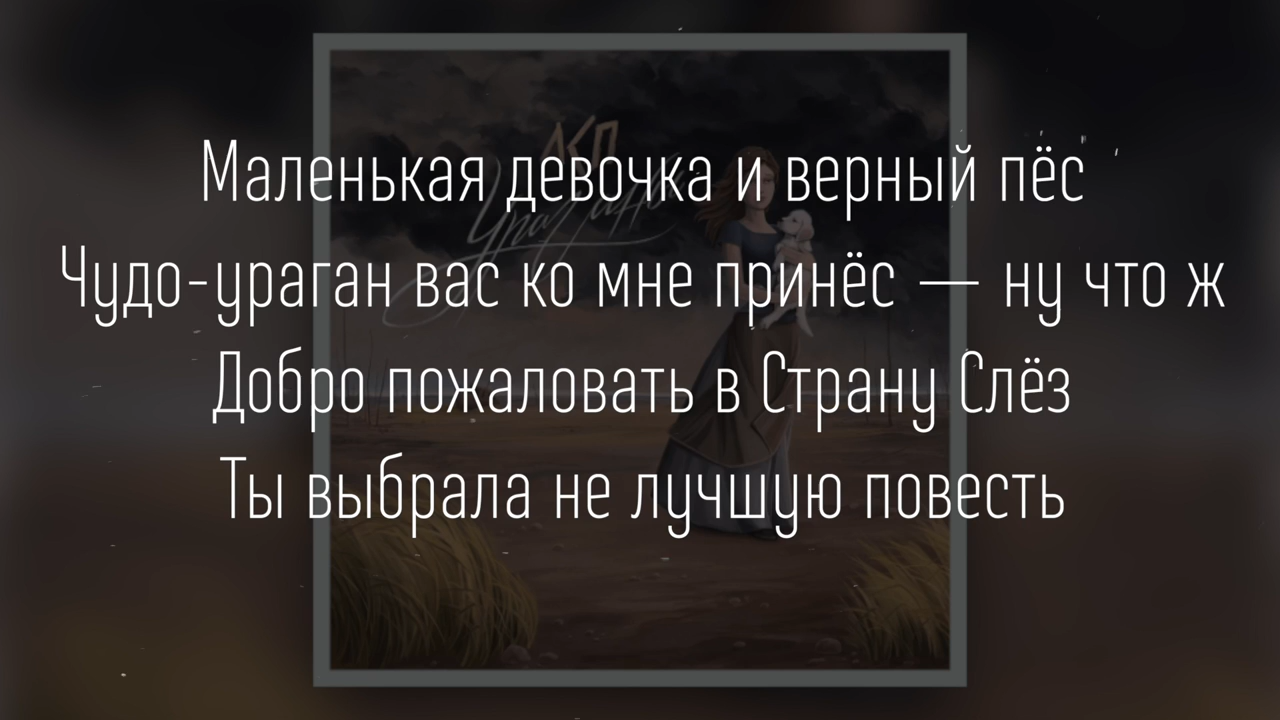 Маленькая девочка и верный пёс
Чудо-ураган вас ко мне принёс — ну что ж
Добро пожаловать в Страну Слёз
Ты выбрала не лучшую повесть